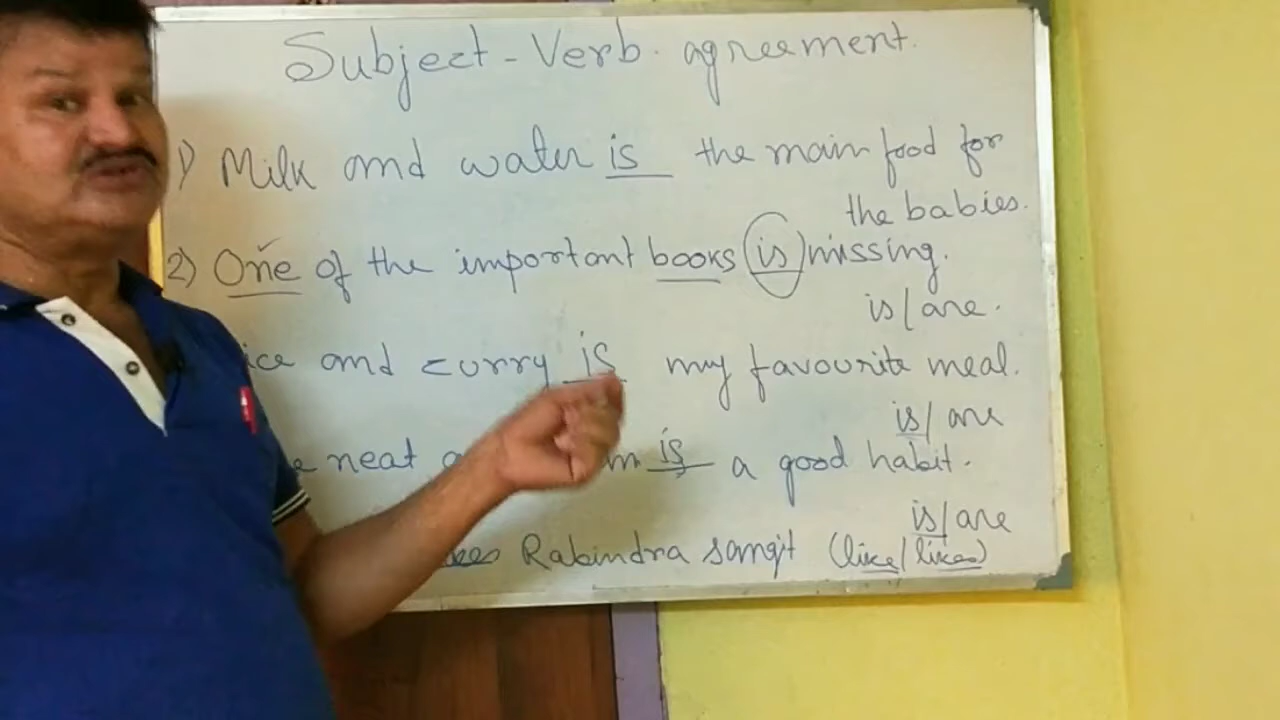 Subject-Verb agreement.
1) Milk and water is the main food for
the babies.
2) One of the important books is missing.
is/are.
and curry is my favourite meal.
is/are
neat is a good habit.
is/are
Rabindra sangit (like/likes)